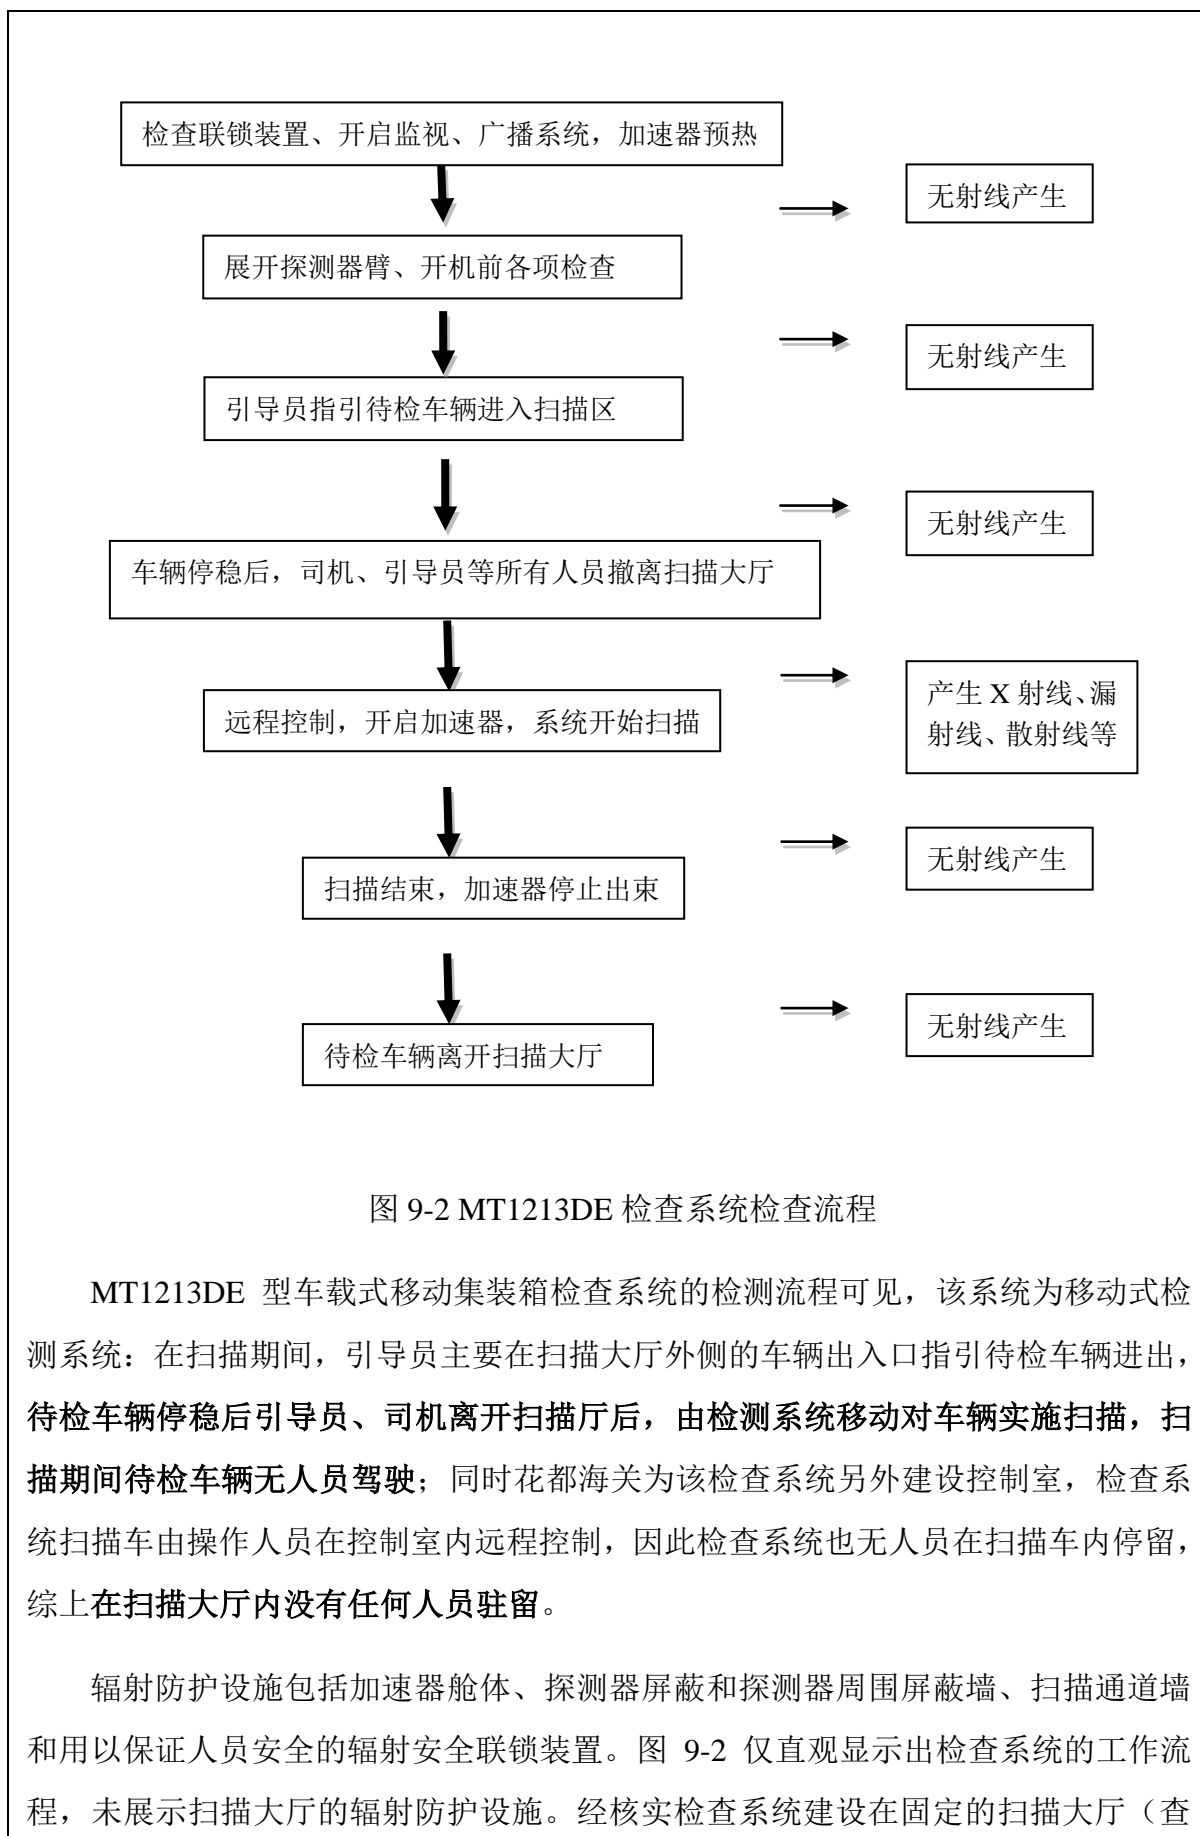 检查联锁装置、开启监视、广播系统，加速器预热
无射线产生
展开探测器臂、开机前各项检查
无射线产生
引导员指引待检车辆进入扫描区
无射线产生
车辆停稳后，司机、引导员等所有人员撤离扫描大厅
产生 X 射线、漏
射线、散射线等
远程控制，开启加速器，系统开始扫描
无射线产生
扫描结束，加速器停止出束
无射线产生
待检车辆离开扫描大厅
图 9-2 MT1213DE 检查系统检查流程
MT1213DE 型车载式移动集装箱检查系统的检测流程可见，该系统为移动式检
测系统：在扫描期间，引导员主要在扫描大厅外侧的车辆出入口指引待检车辆进出，
待检车辆停稳后引导员、司机离开扫描厅后，由检测系统移动对车辆实施扫描，扫
描期间待检车辆无人员驾驶；同时花都海关为该检查系统另外建设控制室，检查系
统扫描车由操作人员在控制室内远程控制，因此检查系统也无人员在扫描车内停留，
综上在扫描大厅内没有任何人员驻留。
辐射防护设施包括加速器舱体、探测器屏蔽和探测器周围屏蔽墙、扫描通道墙
和用以保证人员安全的辐射安全联锁装置。图 9-2 仅直观显示出检查系统的工作流
程，未展示扫描大厅的辐射防护设施。经核实检查系统建设在固定的扫描大厅（查